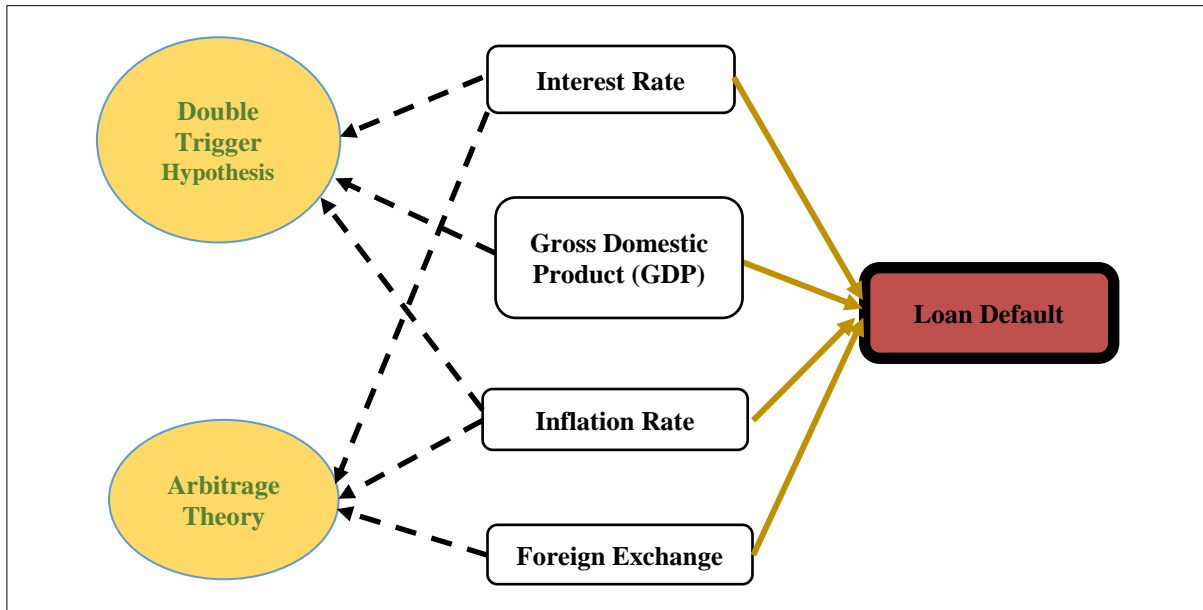 Double
Trigger
Hypothesis
Interest Rate
Gross Domestic
Product (GDP)
Loan Default
Inflation Rate
Arbitrage
Theory
Foreign Exchange